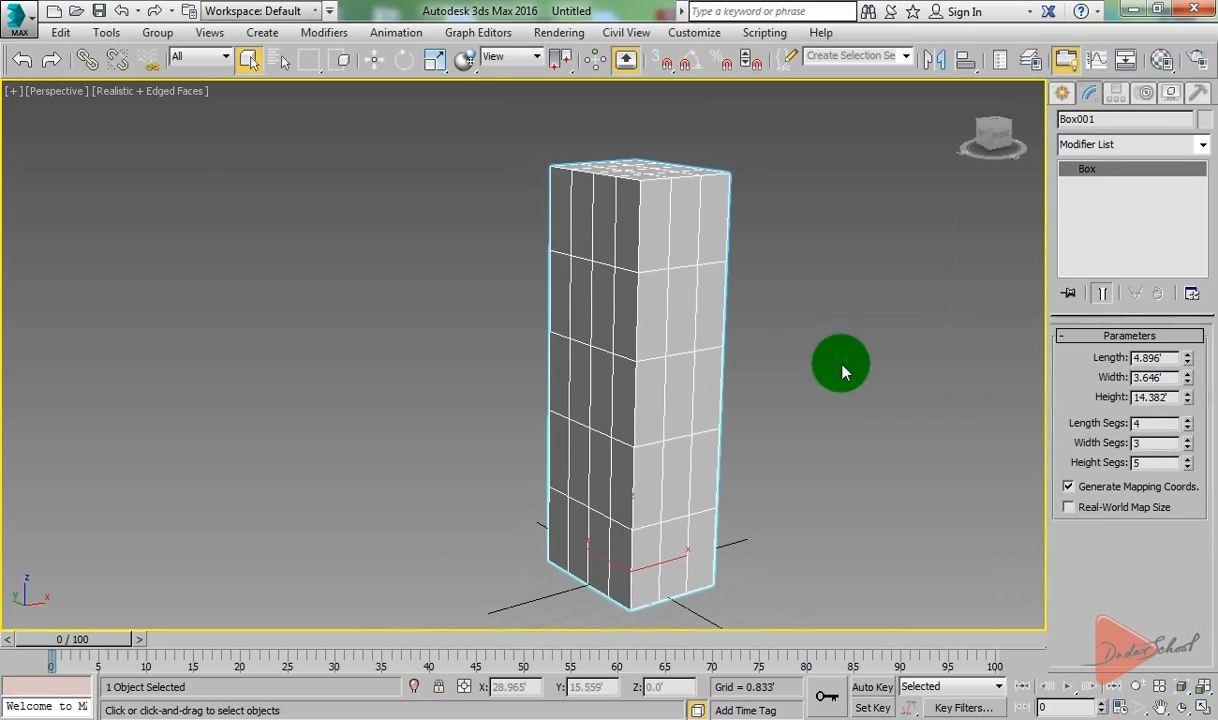 MAX
Workspace: Default
Autodesk 3ds Max 2016 Untitled
Type a keyword or phrase
Sign In
Edit Tools Group Views Create Modifiers Animation Graph Editors Rendering Civil View Customize Scripting Help
All
View
3
Create Selection Se
[+] [Perspective] [Realistic + Edged Faces]
Box001
Modifier List
Box
- Parameters
Length: 4.896'
Width: 3.646'
Height: 14.382'
Length Segs: 4
Width Segs: 3
Height Segs: 5
Generate Mapping Coords.
Real-World Map Size
z
x
z
y
x
< 0 / 100 >
0 5 10 15 20 25 30 35 40 45 50 55 60 65 70 75 80 85 90 95 100
DadarSchool
1 Object Selected
X: 28.965' Y: 15.559' Z: 0.0' Grid = 0.833'
Auto Key Selected
Welcome to M
Click or click-and-drag to select objects
Add Time Tag
Set Key Key Filters...
0